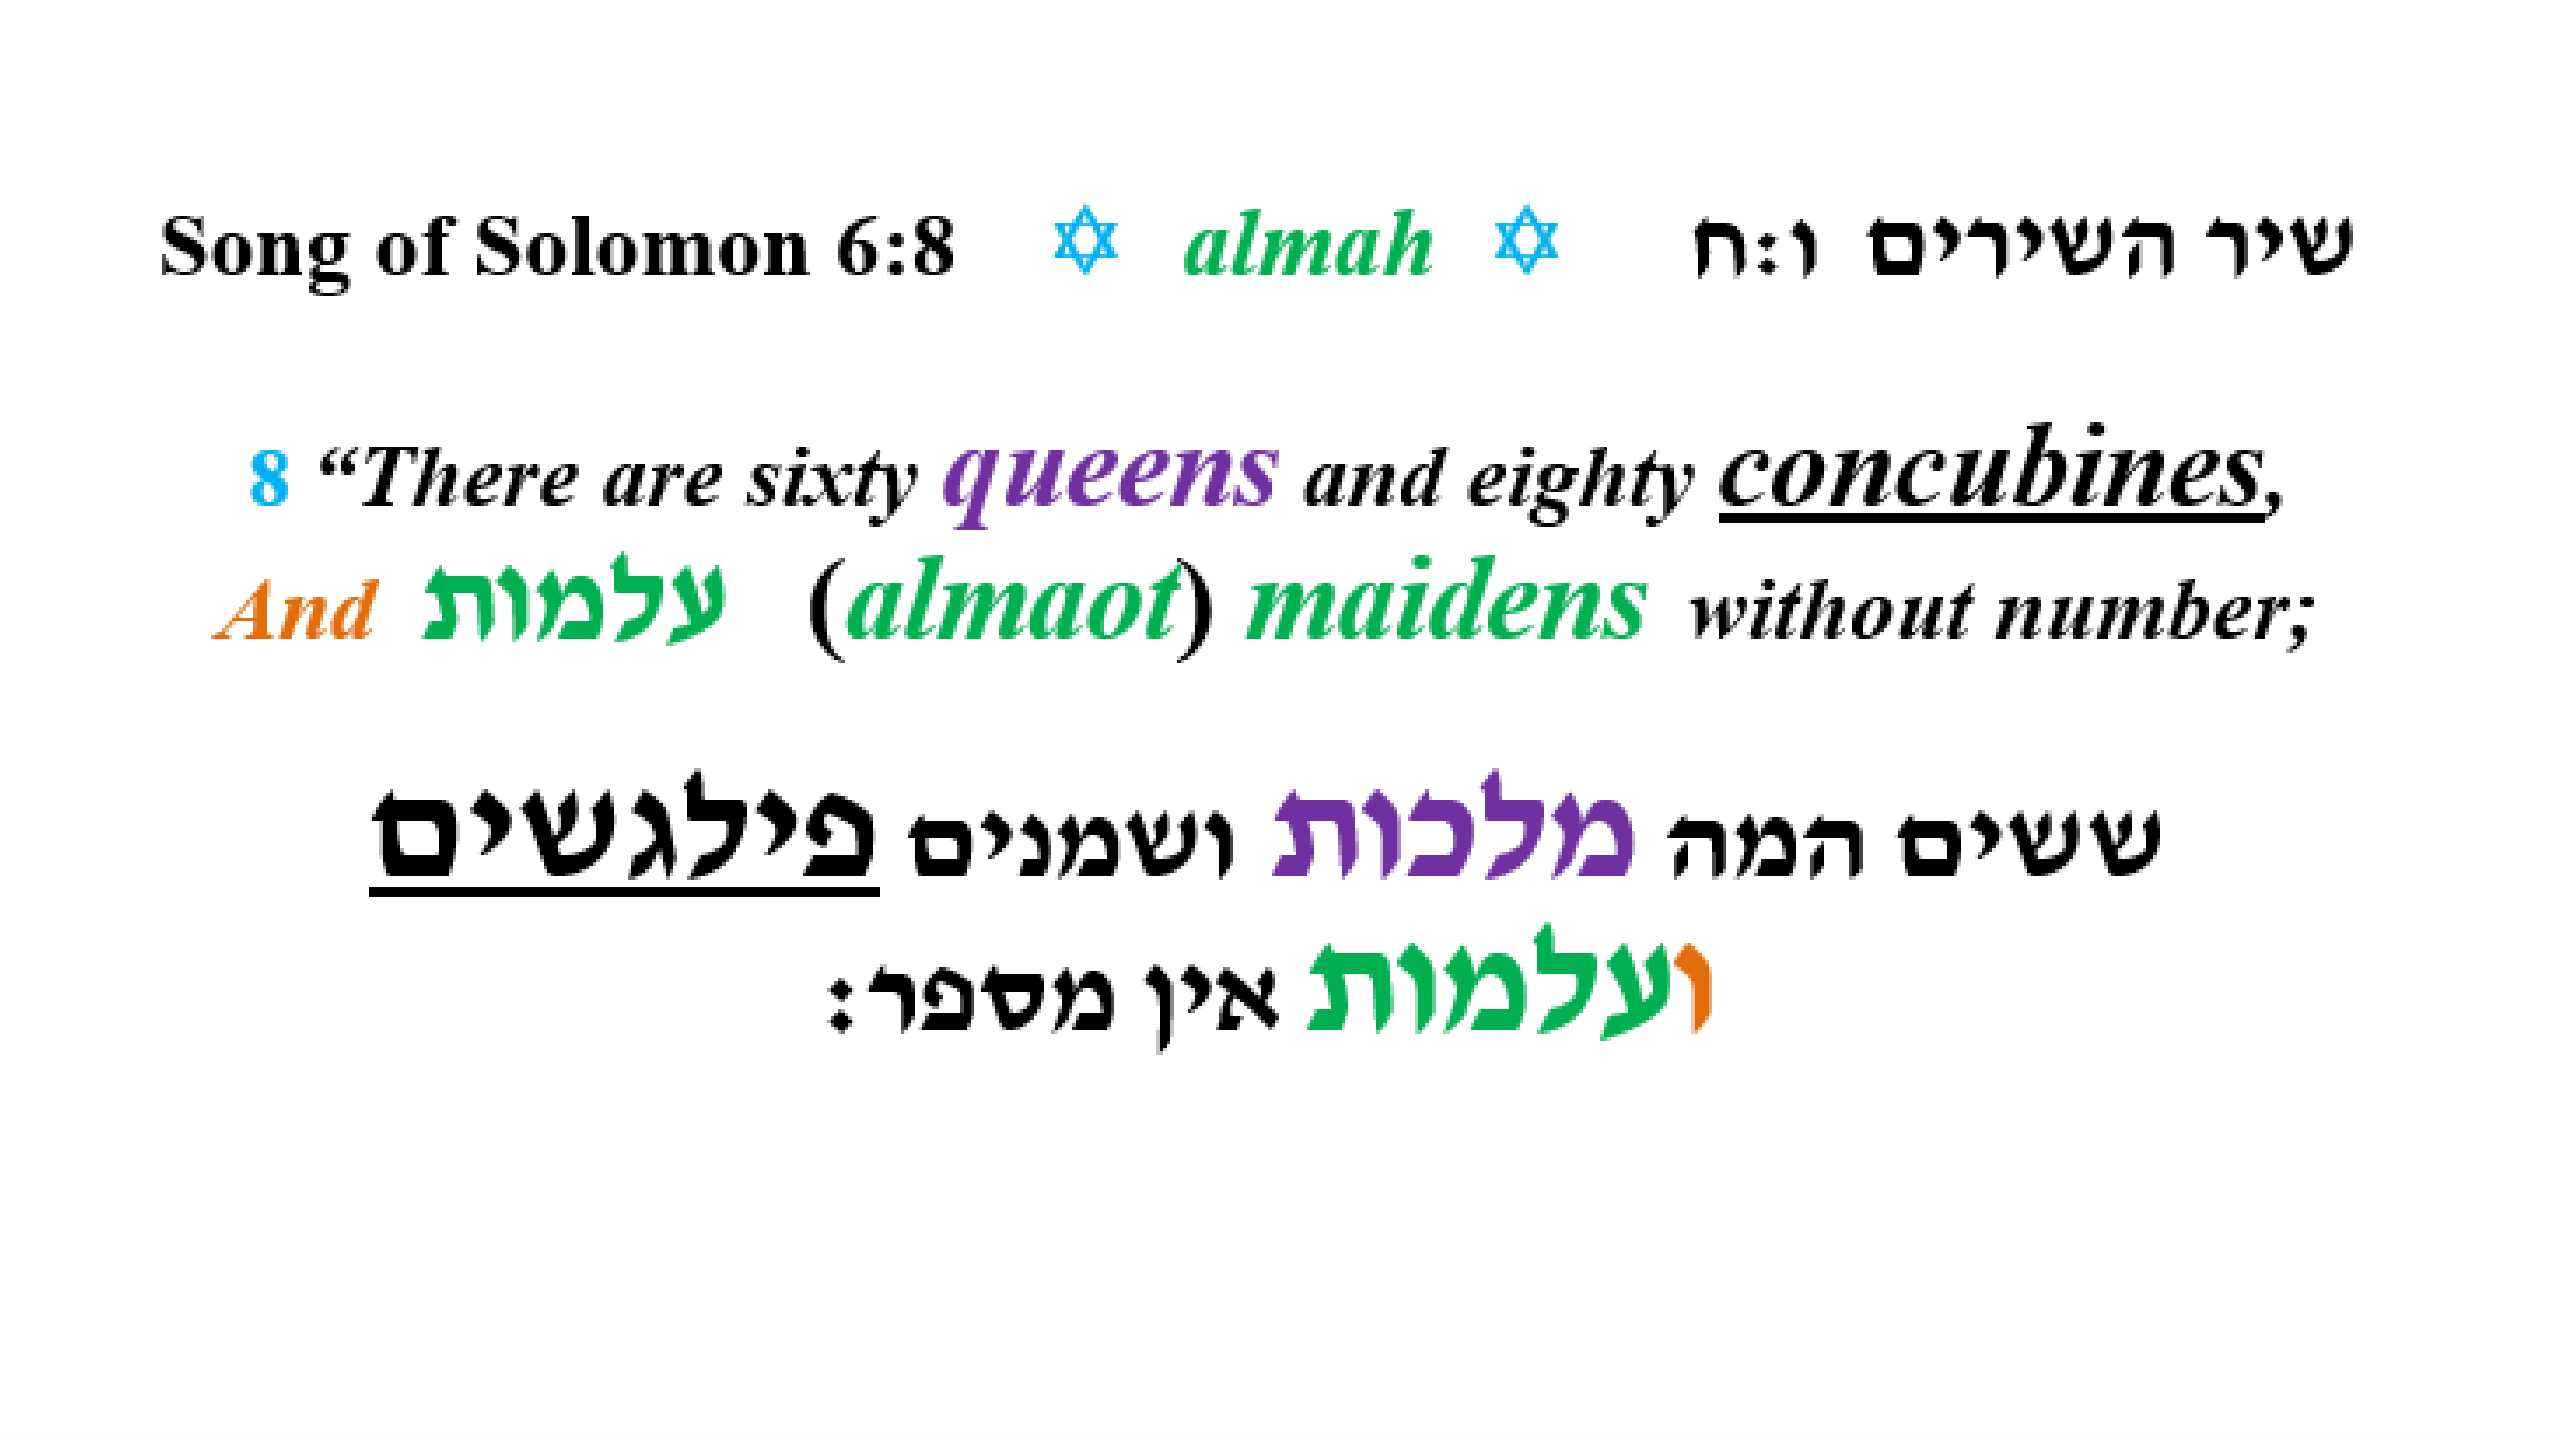 Song of Solomon 6:8 ✡ almah ✡ שיר השירים ו:ח
8 “There are sixty queens and eighty concubines,
And עלמות (almaot) maidens without number;
ששים המה מלכות ושמנים פילגשים
ועלמות אין מספר: